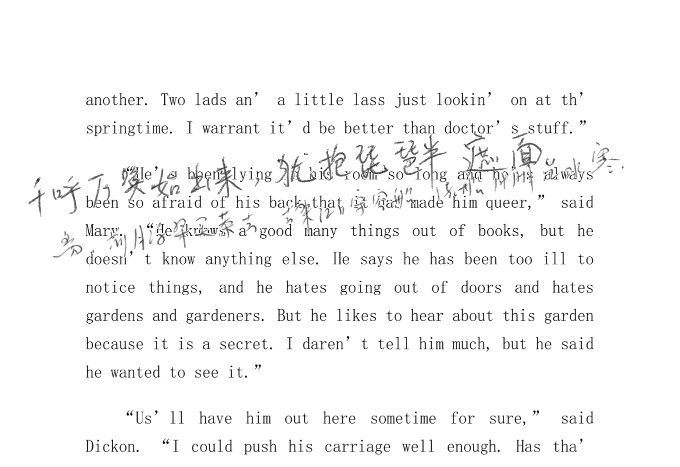 another. Two lads an’ a little lass just lookin’ on at th’
springtime. I warrant it’d be better than doctor’s stuff.”
千呼万唤始出来，犹抱琵琶半遮面。
“He’s been lying in his room so long and he is always
been so afraid of his back that it has made him queer,” said
Mary. “He knows a good many things out of books, but he
doesn’t know anything else. He says he has been too ill to
notice things, and he hates going out of doors and hates
gardens and gardeners. But he likes to hear about this garden
because it is a secret. I daren’t tell him much, but he said
he wanted to see it.”
“Us’ll have him out here sometime for sure,” said
Dickon. “I could push his carriage well enough. Has tha’